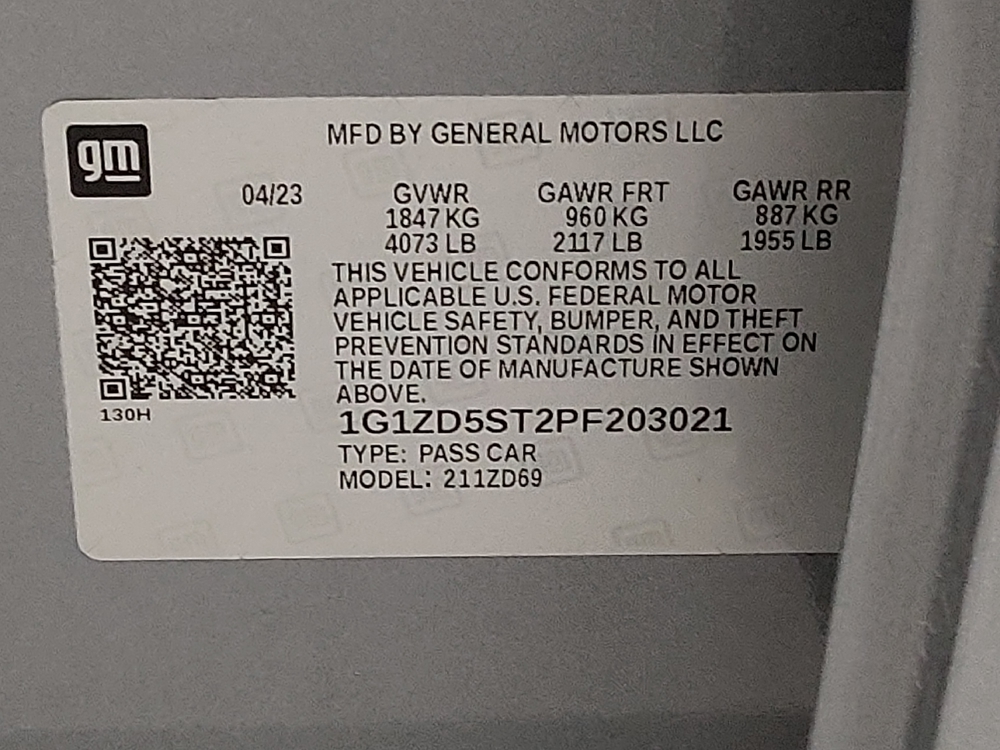 gm
MFD BY GENERAL MOTORS LLC
04/23 GVWR GAWR FRT GAWR RR
1847 KG 960 KG 887 KG
4073 LB 2117 LB 1955 LB
THIS VEHICLE CONFORMS TO ALL
APPLICABLE U.S. FEDERAL MOTOR
VEHICLE SAFETY, BUMPER, AND THEFT
PREVENTION STANDARDS IN EFFECT ON
THE DATE OF MANUFACTURE SHOWN
ABOVE.
130H
1G1ZD5ST2PF203021
TYPE: PASS CAR
MODEL: 211ZD69